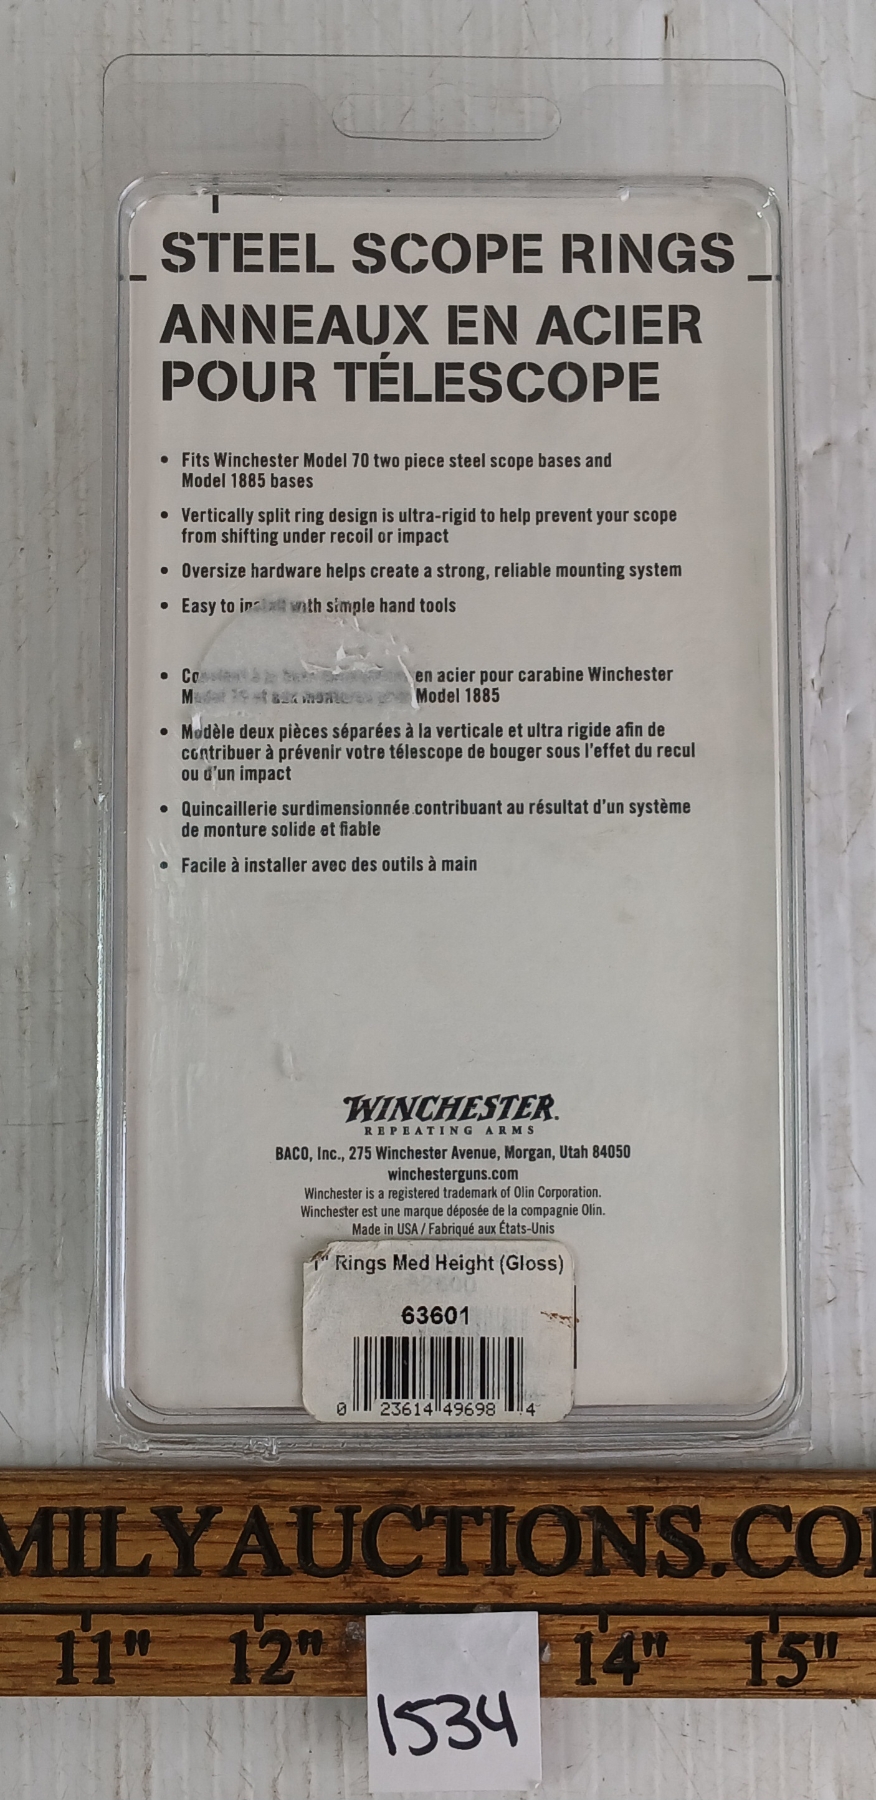 STEEL SCOPE RINGS
ANNEAUX EN ACIER
POUR TÉLESCOPE
• Fits Winchester Model 70 two piece steel scope bases and
Model 1885 bases
• Vertically split ring design is ultra-rigid to help prevent your scope
from shifting under recoil or impact
• Oversize hardware helps create a strong, reliable mounting system
• Easy to install with simple hand tools
• en acier pour carabine Winchester
Model 1885
• Modèle deux pièces séparées à la verticale et ultra rigide afin de
contribuer à prévenir votre télescope de bouger sous l'effet du recul
ou d'un impact
• Quincaillerie surdimensionnée contribuant au résultat d'un système
de monture solide et fiable
• Facile à installer avec des outils à main
WINCHESTER.
REPEATING ARMS
BACO, Inc., 275 Winchester Avenue, Morgan, Utah 84050
winchesterguns.com
Winchester is a registered trademark of Olin Corporation.
Winchester est une marque déposée de la compagnie Olin.
Made in USA / Fabriqué aux États-Unis
1" Rings Med Height (Gloss)
63601
0 23614 49698 4
MILYAUCTIONS.CO
11" 12" 14" 15"
1534